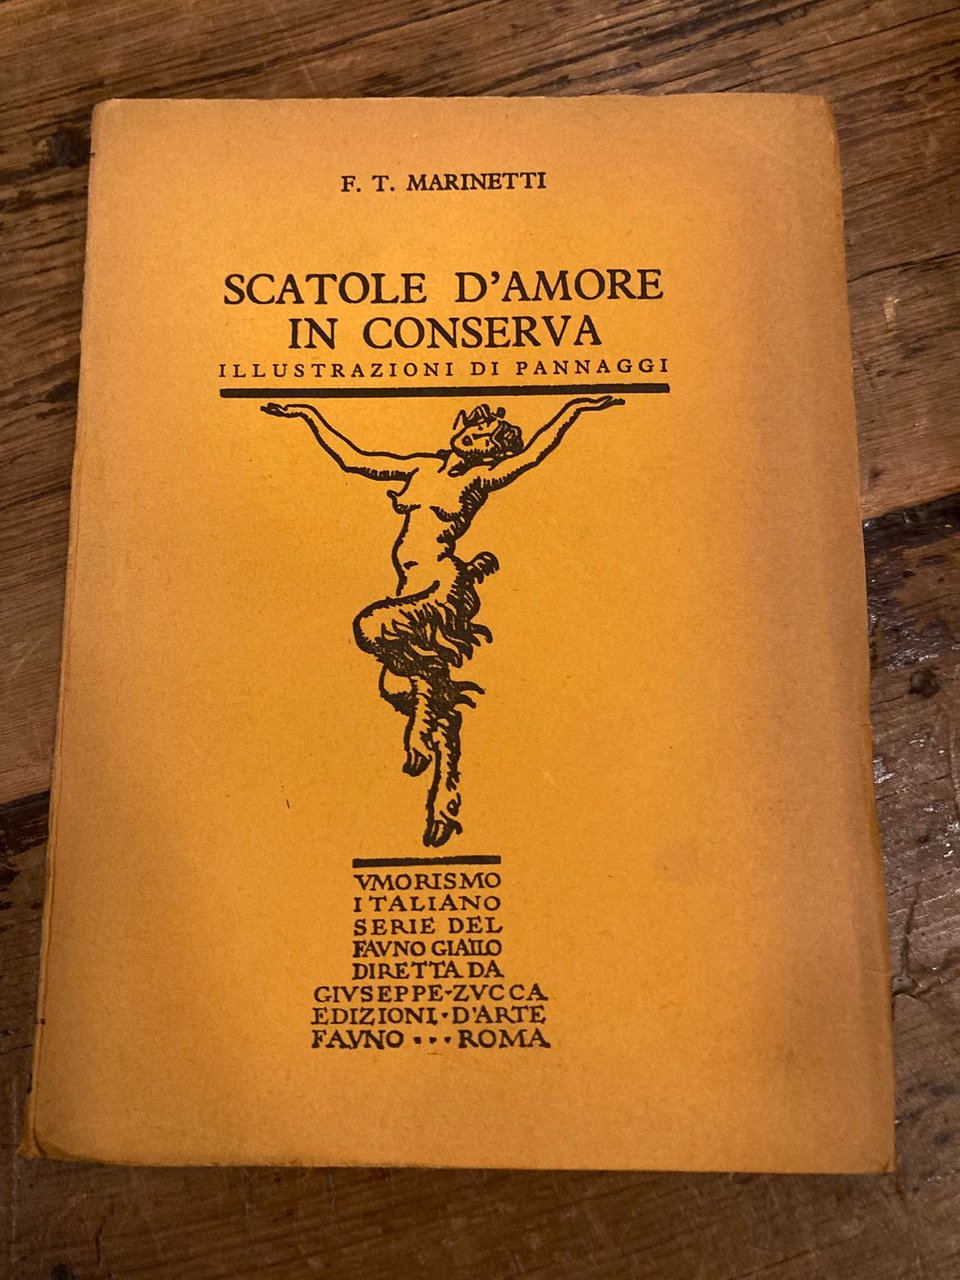 F. T. MARINETTI
SCATOLE D'AMORE
IN CONSERVA
ILLUSTRAZIONI DI PANNAGGI
VMORISMO
ITALIANO
SERIE DEL
FAVNO GIALLO
DIRETTA DA
GIVSEPPE-ZVCCA
EDIZIONI·D'ARTE
FAVNO···ROMA